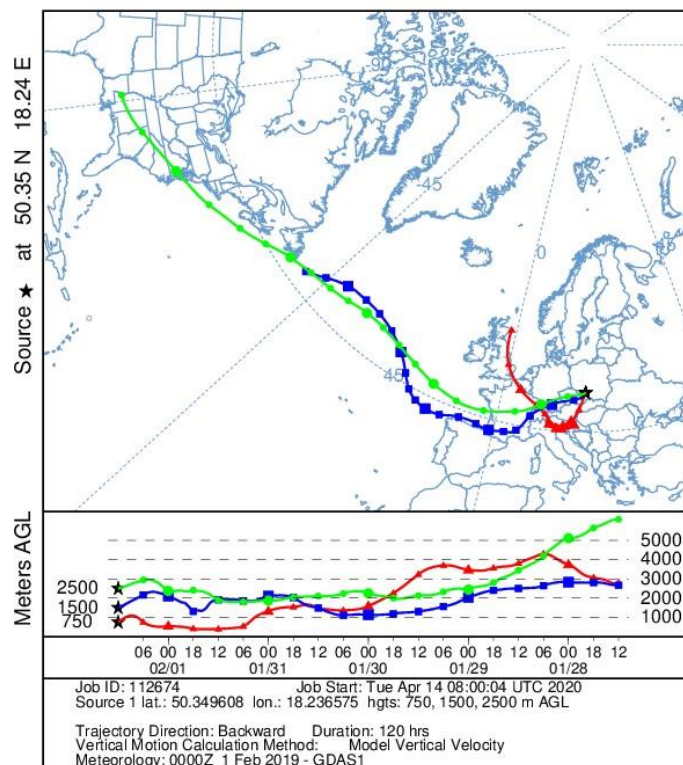 Source ★ at 50.35 N 18.24 E
-45
0
45
Meters AGL
2500
1500
750
5000
4000
3000
2000
1000
06 00 18 12 06 00 18 12 06 00 18 12 06 00 18 12 06 00 12
02/01 01/31 01/30 01/29 01/28
Job ID: 112674 Job Start: Tue Apr 14 08:00:04 UTC 2020
Source 1 lat.: 50.349608 lon.: 18.236575 hgts: 750, 1500, 2500 m AGL
Trajectory Direction: Backward Duration: 120 hrs
Vertical Motion Calculation Method: Model Vertical Velocity
Meteorology: 0000Z 1 Feb 2019 - GDAS1